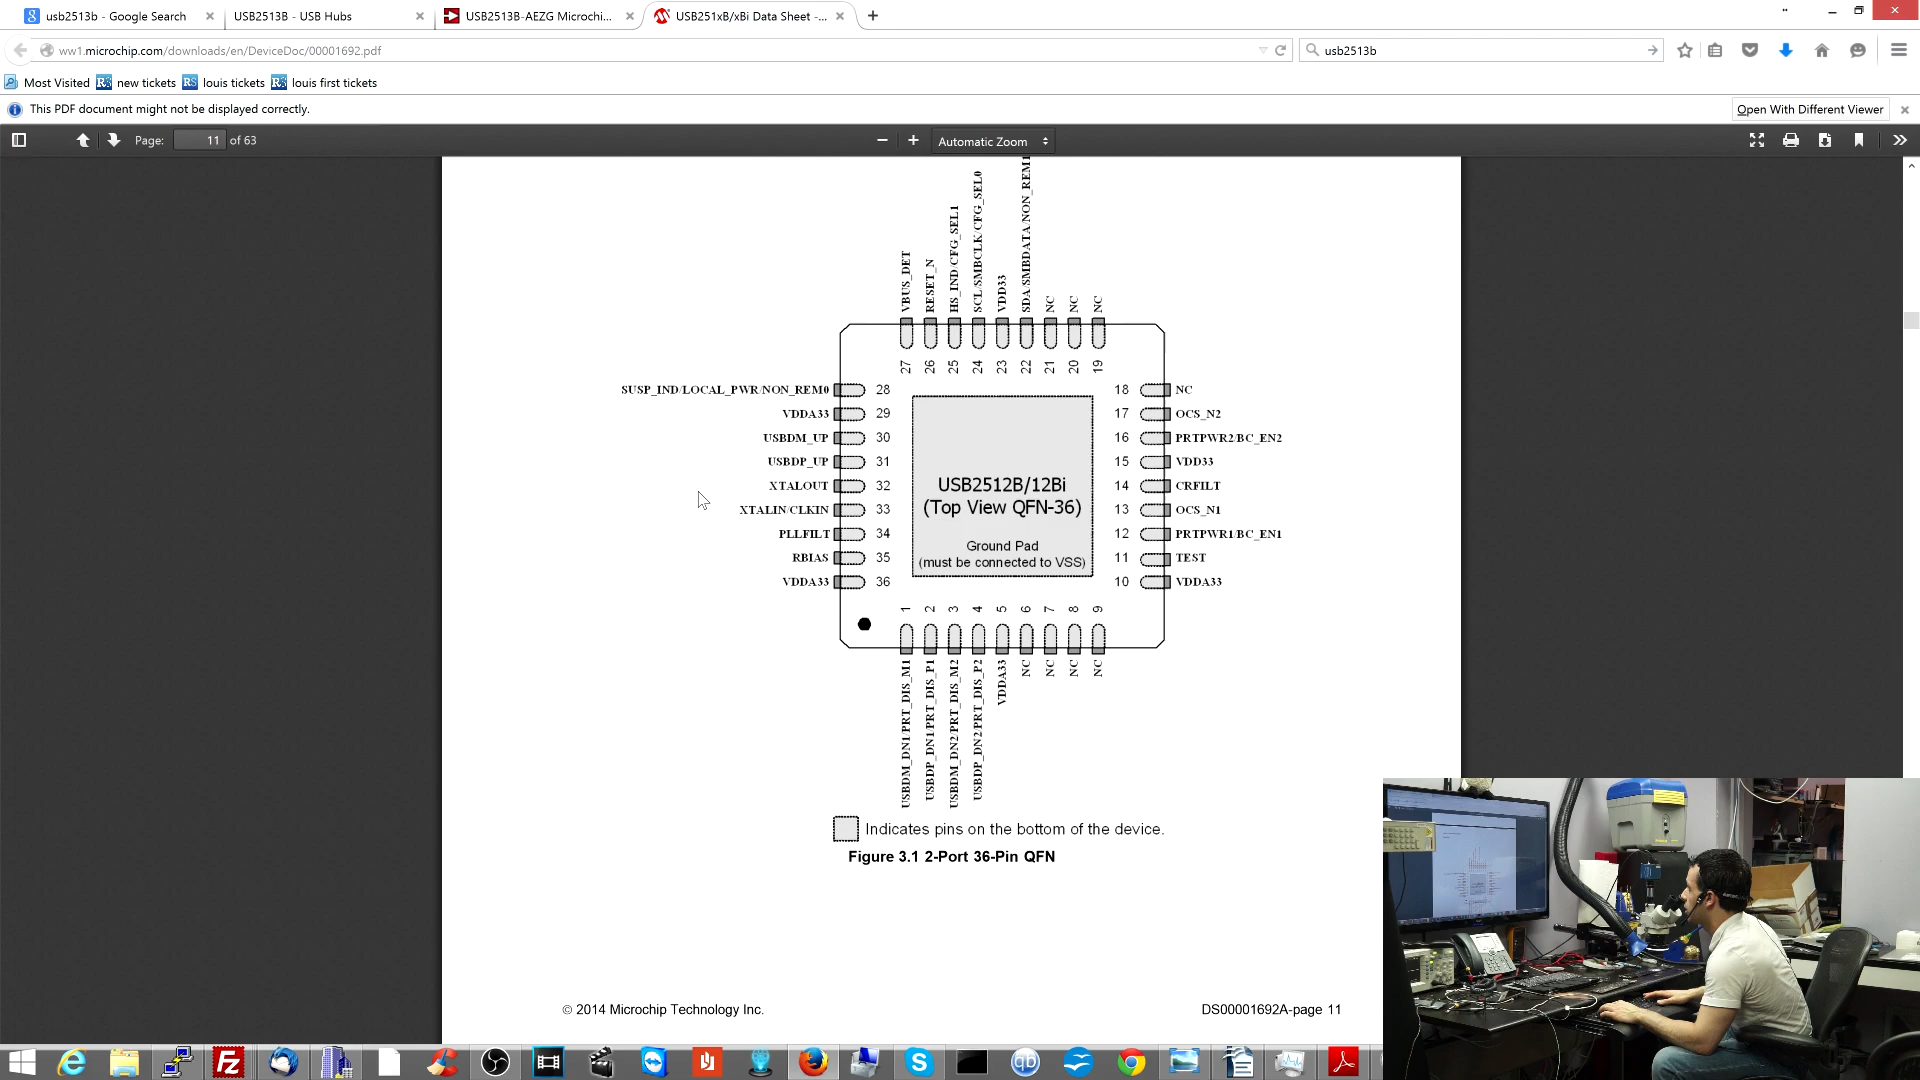 usb2513b - Google Search
USB2513B - USB Hubs
USB2513B-AEZG Microchi...
USB251xB/xBi Data Sheet -...
ww1.microchip.com/downloads/en/DeviceDoc/00001692.pdf
usb2513b
Most Visited
new tickets
louis tickets
louis first tickets
This PDF document might not be displayed correctly.
Open With Different Viewer
Page: 11 of 63
Automatic Zoom
VBUS_DET
RESET_N
HS_IND/CFG_SEL1
SCL/SMBCLK/CFG_SEL0
VDD33
SDA/SMBDATA/NON_REM1
NC
NC
NC
27 26 25 24 23 22 21 20 19
SUSP_IND/LOCAL_PWR/NON_REM0 28
VDDA33 29
USBDM_UP 30
USBDP_UP 31
XTALOUT 32
XTALIN/CLKIN 33
PLLFILT 34
RBIAS 35
VDDA33 36
USB2512B/12Bi
(Top View QFN-36)
Ground Pad
(must be connected to VSS)
18 NC
17 OCS_N2
16 PRTPWR2/BC_EN2
15 VDD33
14 CRFILT
13 OCS_N1
12 PRTPWR1/BC_EN1
11 TEST
10 VDDA33
1 2 3 4 5 6 7 8 9
USBDM_DN1/PRT_DIS_M1
USBDP_DN1/PRT_DIS_P1
USBDM_DN2/PRT_DIS_M2
USBDP_DN2/PRT_DIS_P2
VDDA33
NC
NC
NC
NC
Indicates pins on the bottom of the device.
Figure 3.1 2-Port 36-Pin QFN
© 2014 Microchip Technology Inc.
DS00001692A-page 11